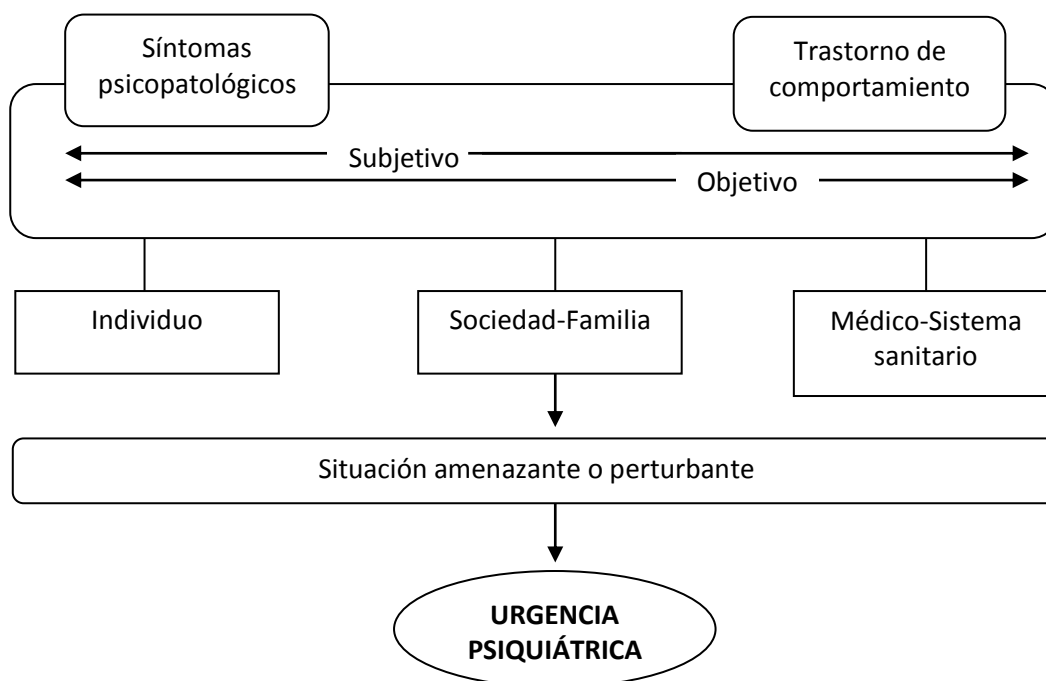 Síntomas
psicopatológicos
Trastorno de
comportamiento
Subjetivo
Objetivo
Individuo
Sociedad-Familia
Médico-Sistema
sanitario
Situación amenazante o perturbante
URGENCIA
PSIQUIÁTRICA